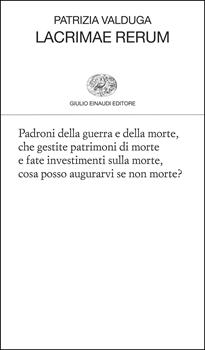 PATRIZIA VALDUGA
LACRIMAE RERUM
GIULIO EINAUDI EDITORE
Padroni della guerra e della morte,
che gestite patrimoni di morte
e fate investimenti sulla morte,
cosa posso augurarvi se non morte?